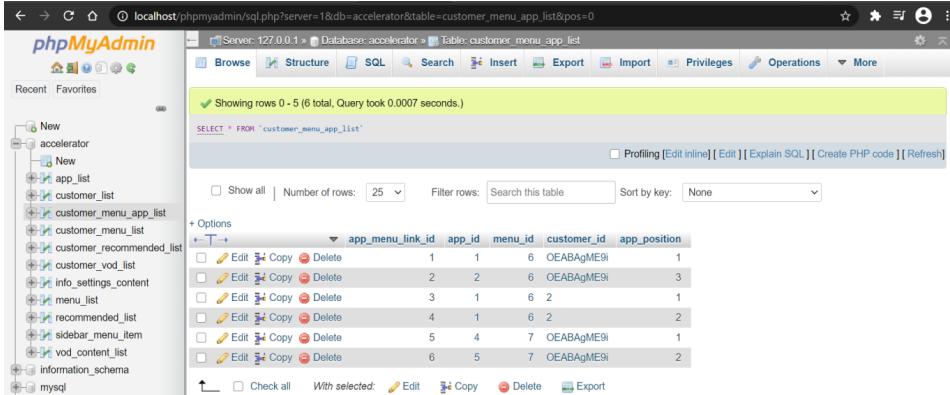 localhost/phpmyadmin/sql.php?server=1&db=accelerator&table=customer_menu_app_list&pos=0
phpMyAdmin
Recent Favorites
New
accelerator
New
app_list
customer_list
customer_menu_app_list
customer_menu_list
customer_recommended_list
customer_vod_list
info_settings_content
menu_list
recommended_list
sidebar_menu_item
vod_content_list
information_schema
mysql
Server: 127.0.0.1 » Database: accelerator » Table: customer_menu_app_list
Browse Structure SQL Search Insert Export Import Privileges Operations More
Showing rows 0 - 5 (6 total, Query took 0.0007 seconds.)
SELECT * FROM `customer_menu_app_list`
Profiling [Edit inline] [ Edit ] [ Explain SQL ] [ Create PHP code ] [ Refresh]
Show all | Number of rows: 25 Filter rows: Search this table Sort by key: None
+ Options
app_menu_link_id app_id menu_id customer_id app_position
Edit Copy Delete 1 1 6 OEABAgME9i 1
Edit Copy Delete 2 2 6 OEABAgME9i 3
Edit Copy Delete 3 1 6 2 1
Edit Copy Delete 4 1 6 2 2
Edit Copy Delete 5 4 7 OEABAgME9i 1
Edit Copy Delete 6 5 7 OEABAgME9i 2
Check all With selected: Edit Copy Delete Export